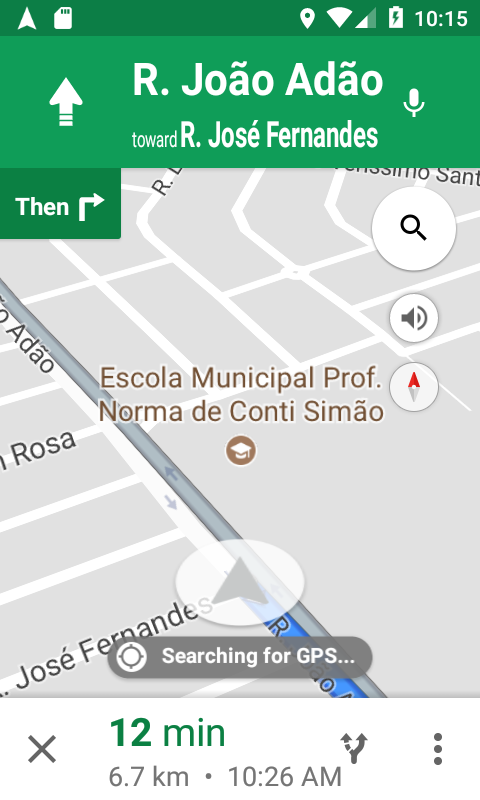 10:15
R. João Adão
toward R. José Fernandes
Then
R.
Sant
Adão
Escola Municipal Prof.
Norma de Conti Simão
Rosa
José Fernandes
Searching for GPS...
R.
12 min
6.7 km • 10:26 AM